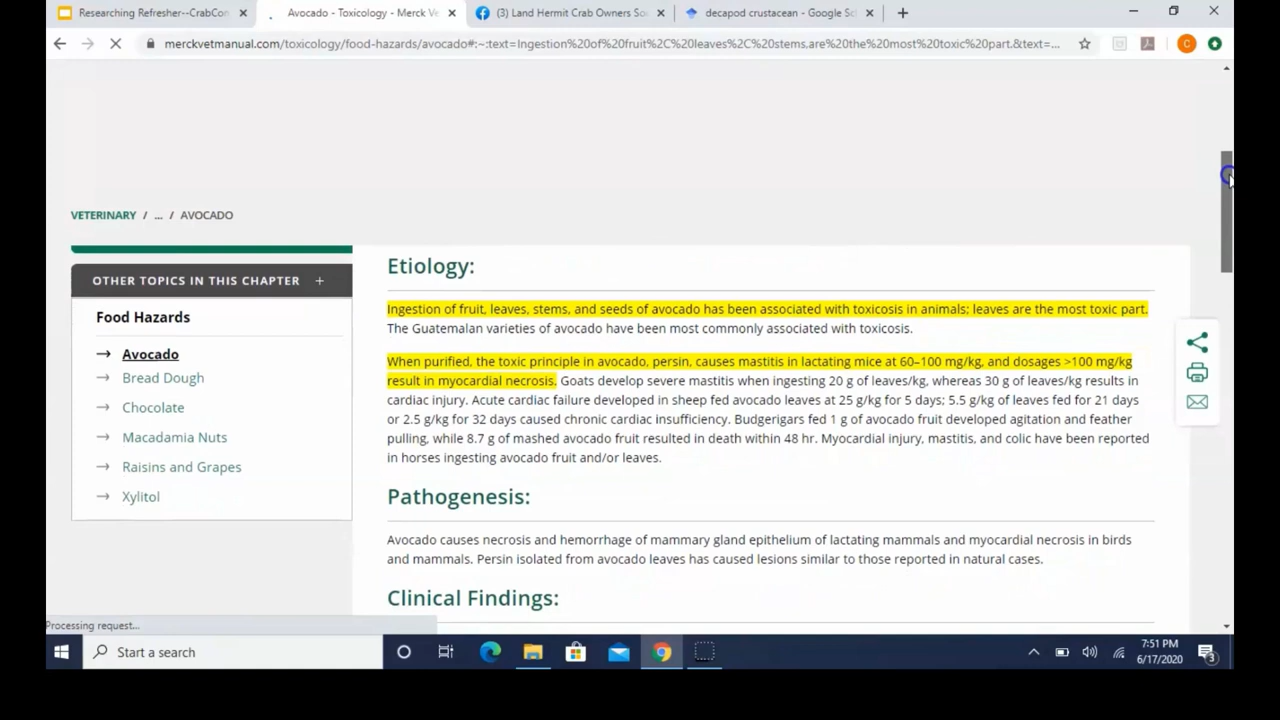 Researching Refresher--CrabCon
Avocado - Toxicology - Merck Ve
(3) Land Hermit Crab Owners So
decapod crustacean - Google Sc
merckvetmanual.com/toxicology/food-hazards/avocado#:~:text=Ingestion%20of%20fruit%2C%20leaves%2C%20stems,are%20the%20most%20toxic%20part.&text=...
C
VETERINARY / ... / AVOCADO
OTHER TOPICS IN THIS CHAPTER +
Food Hazards
→ Avocado
→ Bread Dough
→ Chocolate
→ Macadamia Nuts
→ Raisins and Grapes
→ Xylitol
Etiology:
Ingestion of fruit, leaves, stems, and seeds of avocado has been associated with toxicosis in animals; leaves are the most toxic part.
The Guatemalan varieties of avocado have been most commonly associated with toxicosis.
When purified, the toxic principle in avocado, persin, causes mastitis in lactating mice at 60–100 mg/kg, and dosages >100 mg/kg
result in myocardial necrosis. Goats develop severe mastitis when ingesting 20 g of leaves/kg, whereas 30 g of leaves/kg results in
cardiac injury. Acute cardiac failure developed in sheep fed avocado leaves at 25 g/kg for 5 days; 5.5 g/kg of leaves fed for 21 days
or 2.5 g/kg for 32 days caused chronic cardiac insufficiency. Budgerigars fed 1 g of avocado fruit developed agitation and feather
pulling, while 8.7 g of mashed avocado fruit resulted in death within 48 hr. Myocardial injury, mastitis, and colic have been reported
in horses ingesting avocado fruit and/or leaves.
Pathogenesis:
Avocado causes necrosis and hemorrhage of mammary gland epithelium of lactating mammals and myocardial necrosis in birds
and mammals. Persin isolated from avocado leaves has caused lesions similar to those reported in natural cases.
Clinical Findings:
Processing request...
Start a search
7:51 PM
6/17/2020
3